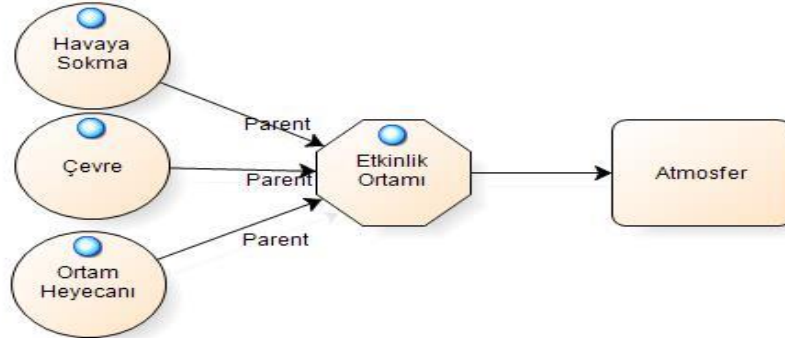 Havaya
Sokma
Parent
Çevre
Parent
Etkinlik
Ortamı
Atmosfer
Parent
Ortam
Heyecanı